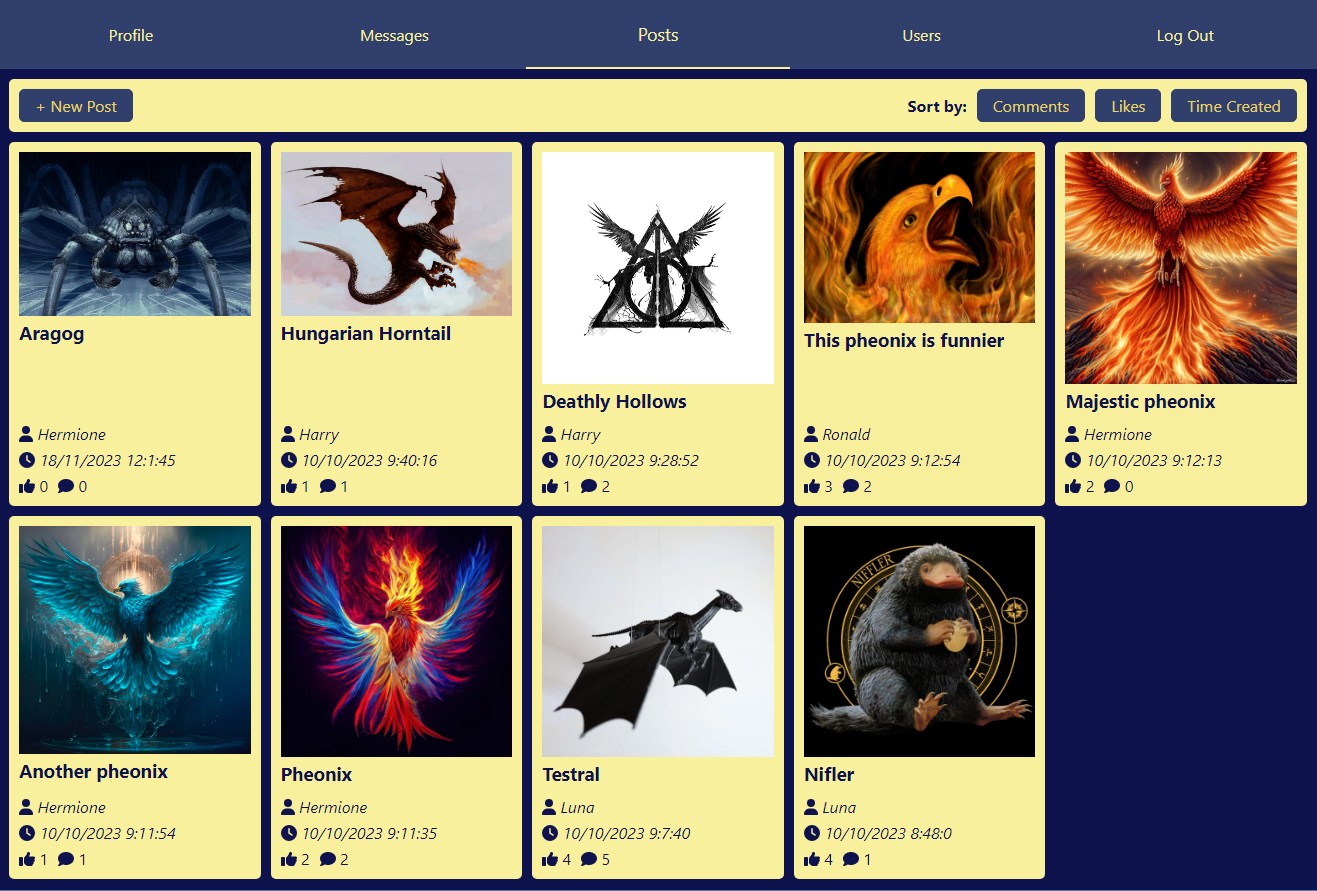 Profile
Messages
Posts
Users
Log Out
+ New Post
Sort by:
Comments
Likes
Time Created
Aragog
Hermione
18/11/2023 12:1:45
0 0
Hungarian Horntail
Harry
10/10/2023 9:40:16
1 1
Deathly Hollows
Harry
10/10/2023 9:28:52
1 2
This pheonix is funnier
Ronald
10/10/2023 9:12:54
3 2
Majestic pheonix
Hermione
10/10/2023 9:12:13
2 0
Another pheonix
Hermione
10/10/2023 9:11:54
1 1
Pheonix
Hermione
10/10/2023 9:11:35
2 2
Testral
Luna
10/10/2023 9:7:40
4 5
NIFFLER
Nifler
Luna
10/10/2023 8:48:0
4 1